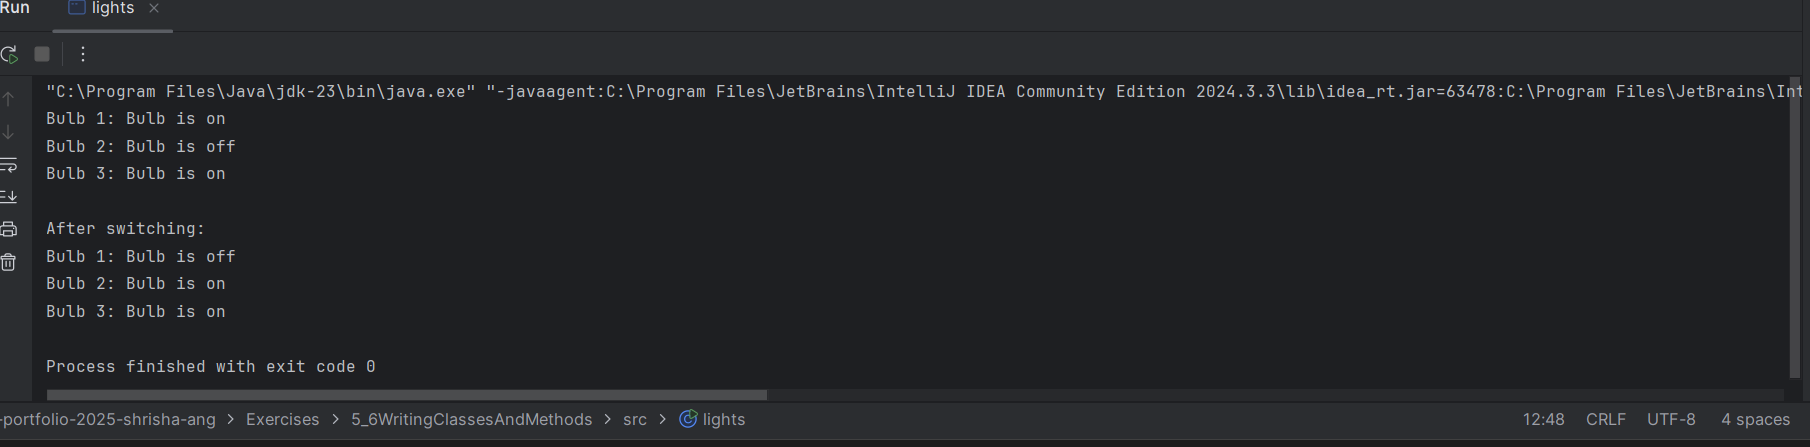 Run lights
"C:\Program Files\Java\jdk-23\bin\java.exe" "-javaagent:C:\Program Files\JetBrains\IntelliJ IDEA Community Edition 2024.3.3\lib\idea_rt.jar=63478:C:\Program Files\JetBrains\Int
Bulb 1: Bulb is on
Bulb 2: Bulb is off
Bulb 3: Bulb is on
After switching:
Bulb 1: Bulb is off
Bulb 2: Bulb is on
Bulb 3: Bulb is on
Process finished with exit code 0
-portfolio-2025-shrisha-ang > Exercises > 5_6WritingClassesAndMethods > src > lights 12:48 CRLF UTF-8 4 spaces